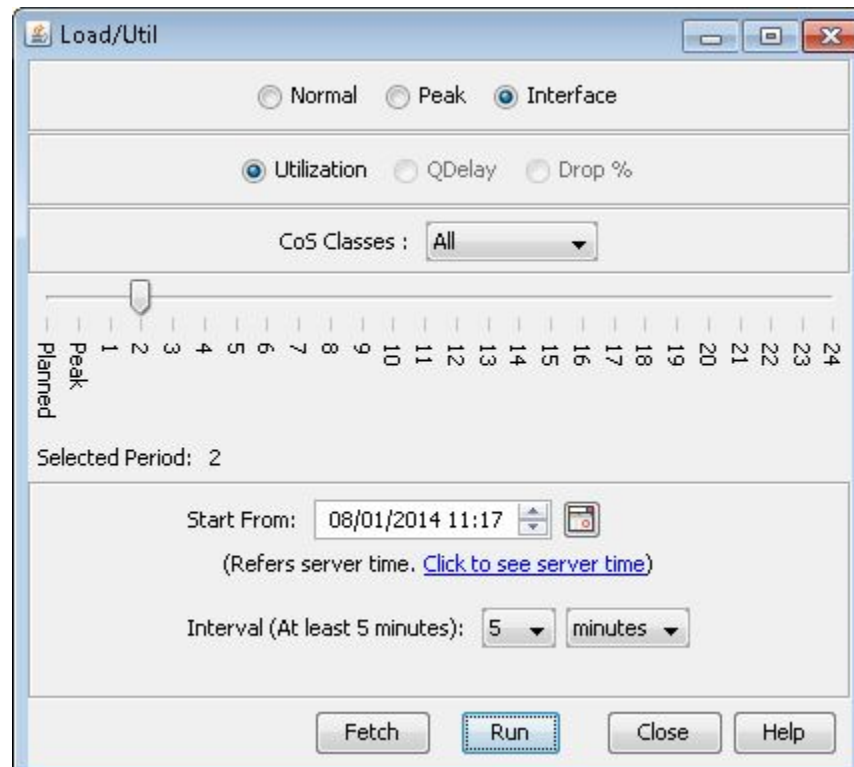 Load/Util
Normal Peak Interface
Utilization QDelay Drop %
CoS Classes : All
Planned Peak 1 2 3 4 5 6 7 8 9 10 11 12 13 14 15 16 17 18 19 20 21 22 23 24
Selected Period: 2
Start From: 08/01/2014 11:17
(Refers server time. Click to see server time)
Interval (At least 5 minutes): 5 minutes
Fetch Run Close Help